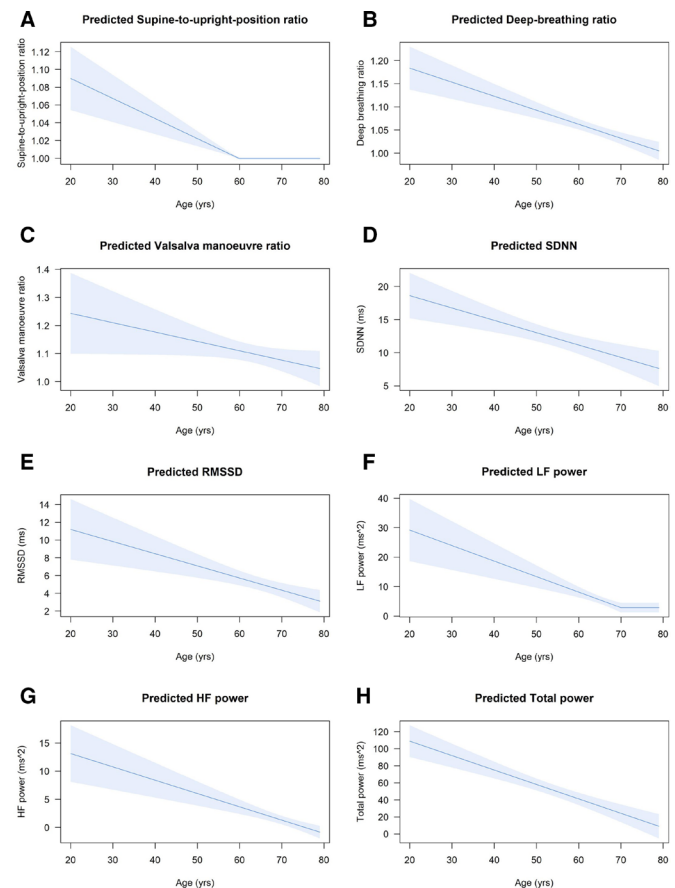 A
Predicted Supine-to-upright-position ratio
Supine-to-upright-position ratio
1.12
1.10
1.08
1.06
1.04
1.02
1.00
20 30 40 50 60 70 80
Age (yrs)
B
Predicted Deep-breathing ratio
Deep breathing ratio
1.20
1.15
1.10
1.05
1.00
20 30 40 50 60 70 80
Age (yrs)
C
Predicted Valsalva manoeuvre ratio
Valsalva manoeuvre ratio
1.4
1.3
1.2
1.1
1.0
20 30 40 50 60 70 80
Age (yrs)
D
Predicted SDNN
SDNN (ms)
20
15
10
5
20 30 40 50 60 70 80
Age (yrs)
E
Predicted RMSSD
RMSSD (ms)
14
12
10
8
6
4
2
20 30 40 50 60 70 80
Age (yrs)
F
Predicted LF power
LF power (ms^2)
40
30
20
10
0
20 30 40 50 60 70 80
Age (yrs)
G
Predicted HF power
HF power (ms^2)
15
10
5
0
20 30 40 50 60 70 80
Age (yrs)
H
Predicted Total power
Total power (ms^2)
120
100
80
60
40
20
0
20 30 40 50 60 70 80
Age (yrs)